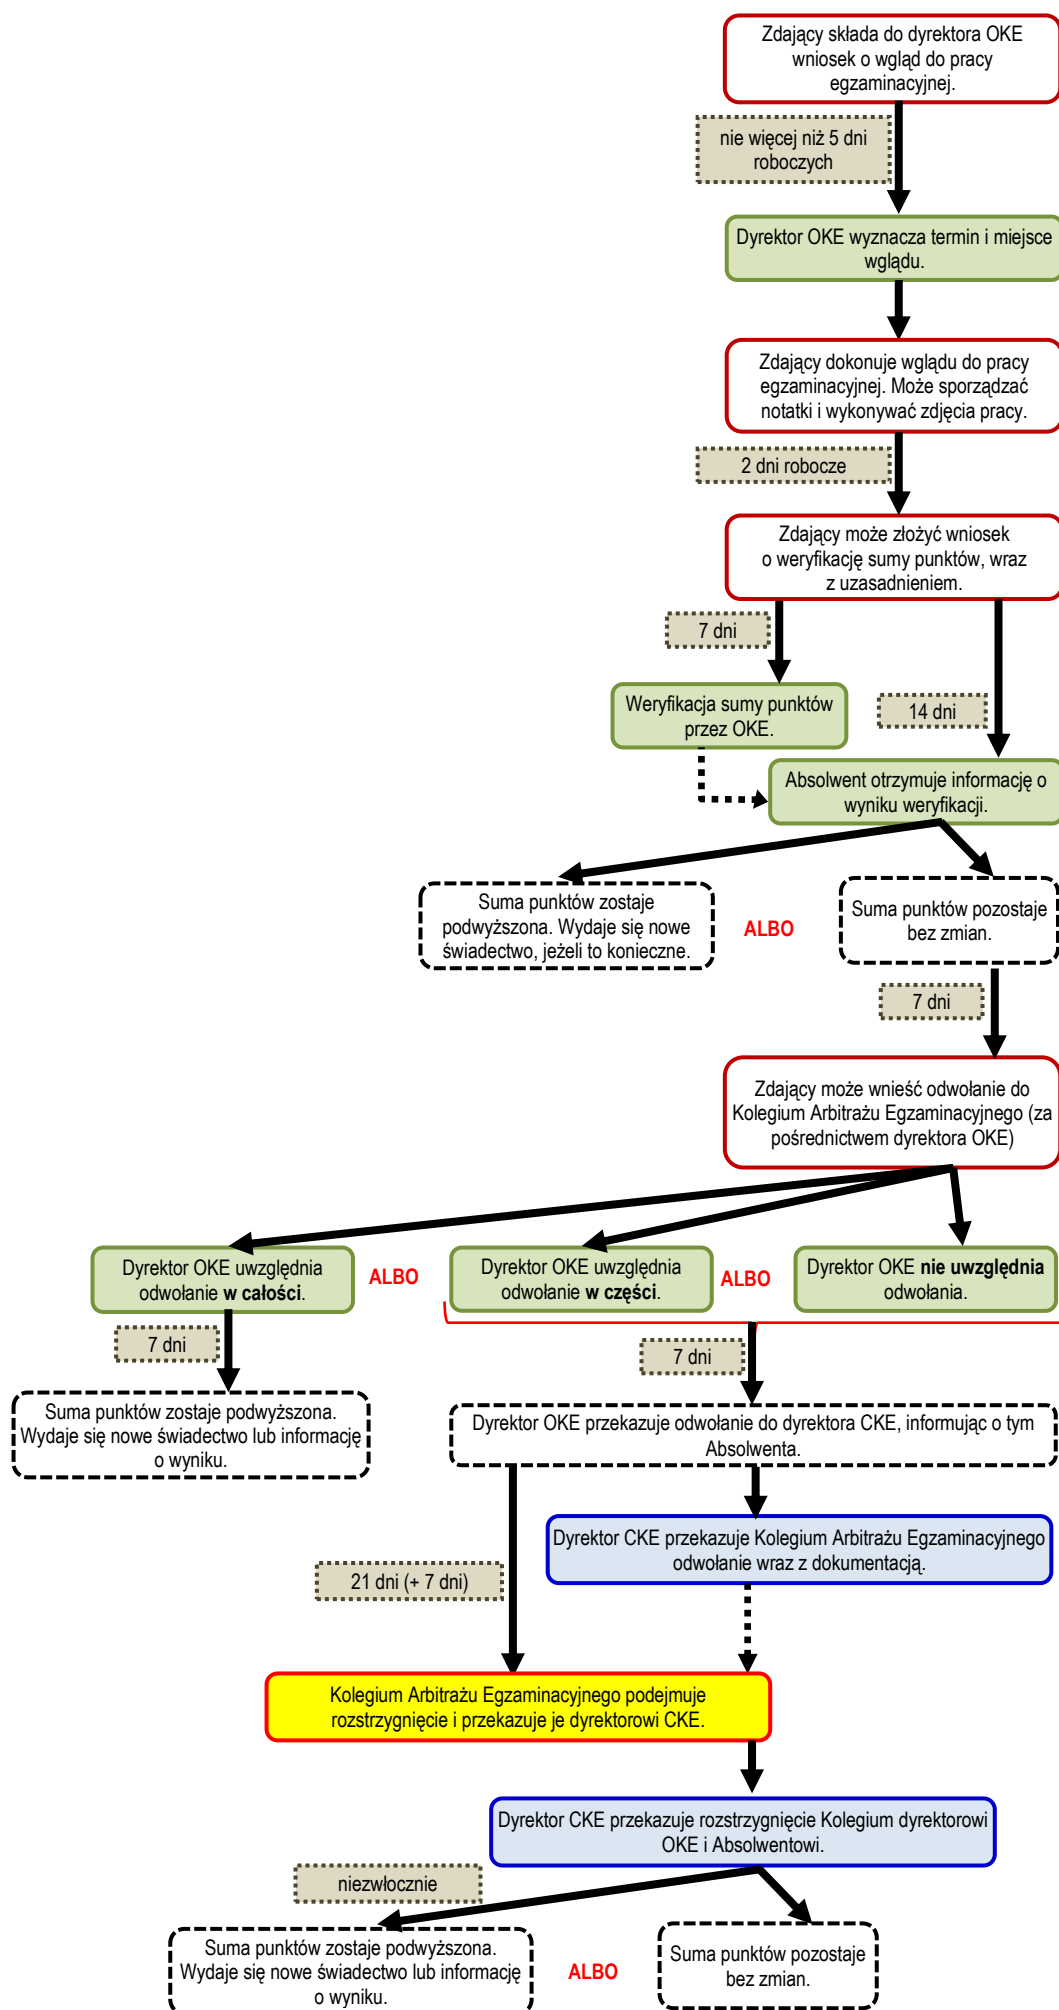 Zdający składa do dyrektora OKE
wniosek o wgląd do pracy
egzaminacyjnej.
nie więcej niż 5 dni
roboczych
Dyrektor OKE wyznacza termin i miejsce
wglądu.
Zdający dokonuje wglądu do pracy
egzaminacyjnej. Może sporządzać
notatki i wykonywać zdjęcia pracy.
2 dni robocze
Zdający może złożyć wniosek
o weryfikację sumy punktów, wraz
z uzasadnieniem.
7 dni
Weryfikacja sumy punktów
przez OKE.
14 dni
Absolwent otrzymuje informację o
wyniku weryfikacji.
Suma punktów zostaje
podwyższona. Wydaje się nowe
świadectwo, jeżeli to konieczne.
ALBO
Suma punktów pozostaje
bez zmian.
7 dni
Zdający może wnieść odwołanie do
Kolegium Arbitrażu Egzaminacyjnego (za
pośrednictwem dyrektora OKE)
Dyrektor OKE uwzględnia
odwołanie w całości.
ALBO
Dyrektor OKE uwzględnia
odwołanie w części.
ALBO
Dyrektor OKE nie uwzględnia
odwołania.
7 dni
7 dni
Suma punktów zostaje podwyższona.
Wydaje się nowe świadectwo lub informację
o wyniku.
Dyrektor OKE przekazuje odwołanie do dyrektora CKE, informując o tym
Absolwenta.
Dyrektor CKE przekazuje Kolegium Arbitrażu Egzaminacyjnego
odwołanie wraz z dokumentacją.
21 dni (+ 7 dni)
Kolegium Arbitrażu Egzaminacyjnego podejmuje
rozstrzygnięcie i przekazuje je dyrektorowi CKE.
Dyrektor CKE przekazuje rozstrzygnięcie Kolegium dyrektorowi
OKE i Absolwentowi.
niezwłocznie
Suma punktów zostaje podwyższona.
Wydaje się nowe świadectwo lub informację
o wyniku.
ALBO
Suma punktów pozostaje
bez zmian.